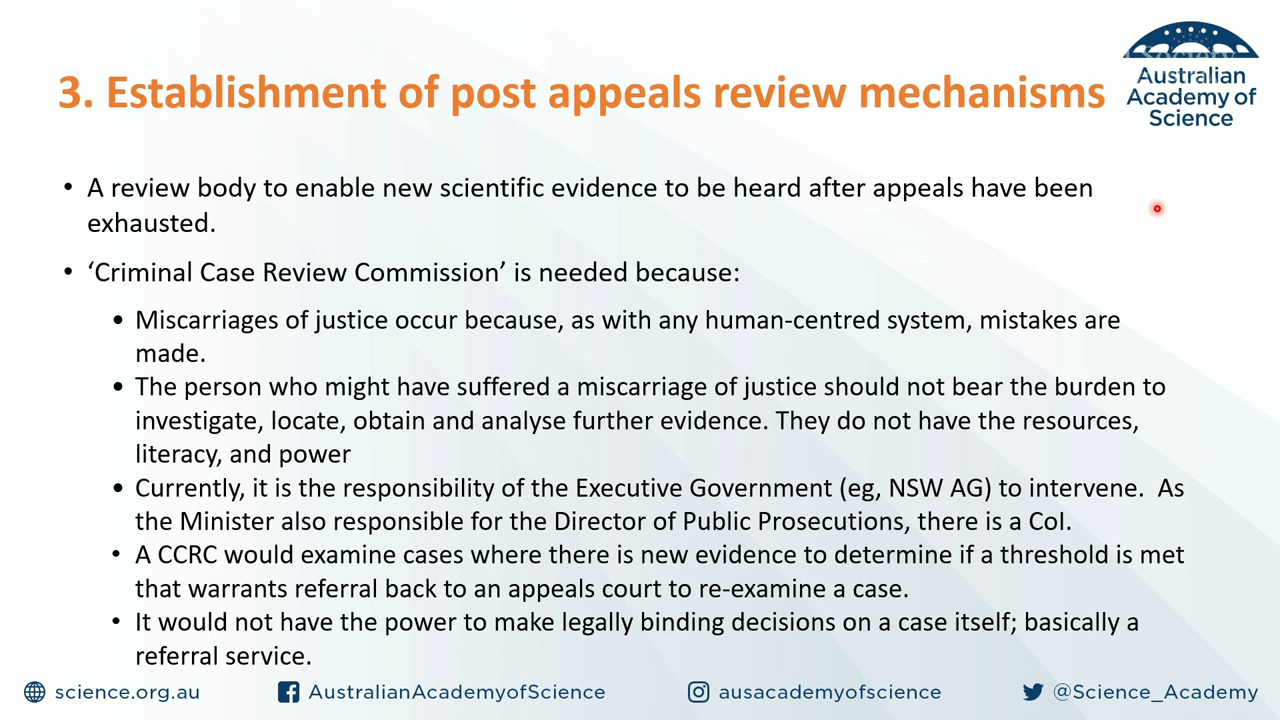 3. Establishment of post appeals review mechanisms
Society
Australian
Academy of
Science
• A review body to enable new scientific evidence to be heard after appeals have been
exhausted.
• ‘Criminal Case Review Commission’ is needed because:
• Miscarriages of justice occur because, as with any human-centred system, mistakes are
made.
• The person who might have suffered a miscarriage of justice should not bear the burden to
investigate, locate, obtain and analyse further evidence. They do not have the resources,
literacy, and power
• Currently, it is the responsibility of the Executive Government (eg, NSW AG) to intervene.  As
the Minister also responsible for the Director of Public Prosecutions, there is a CoI.
• A CCRC would examine cases where there is new evidence to determine if a threshold is met
that warrants referral back to an appeals court to re-examine a case.
• It would not have the power to make legally binding decisions on a case itself; basically a
referral service.
science.org.au
AustralianAcademyofScience
ausacademyofscience
@Science_Academy